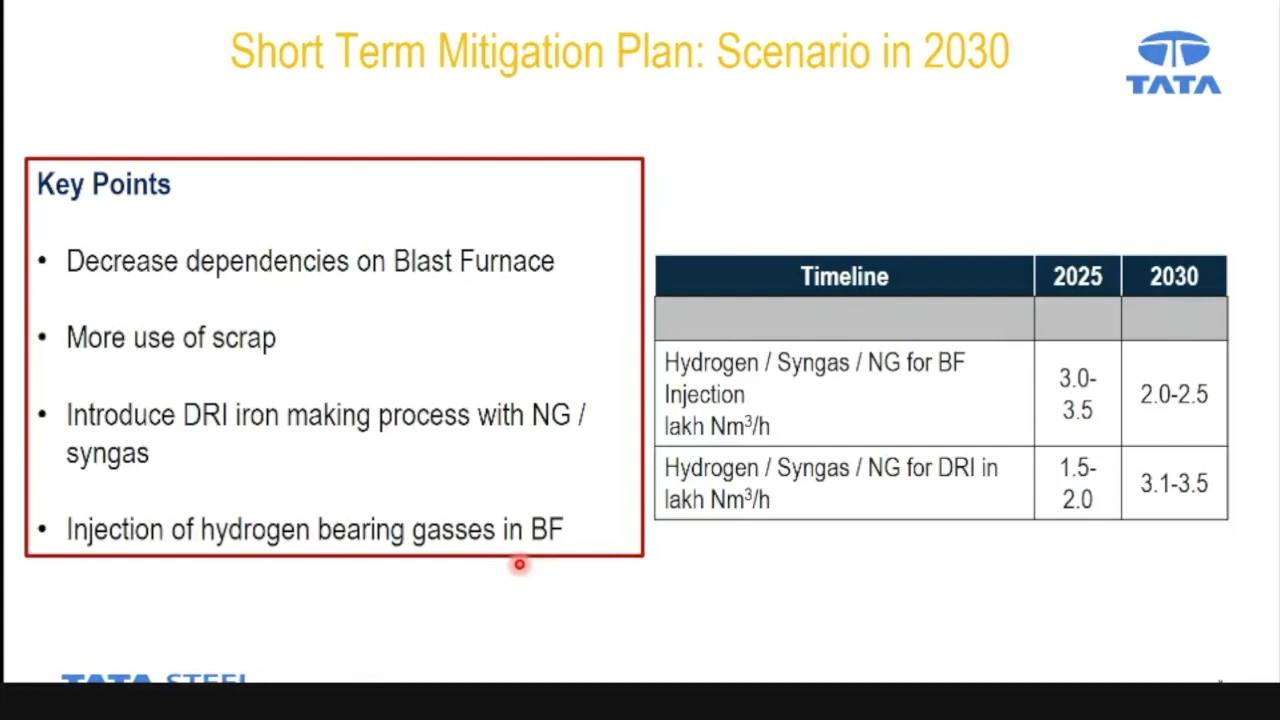 Short Term Mitigation Plan: Scenario in 2030
TATA
Key Points
• Decrease dependencies on Blast Furnace
• More use of scrap
• Introduce DRI iron making process with NG /
syngas
• Injection of hydrogen bearing gasses in BF
Timeline 2025 2030
Hydrogen / Syngas / NG for BF
Injection
lakh Nm³/h
3.0-
3.5
2.0-2.5
Hydrogen / Syngas / NG for DRI in
lakh Nm³/h
1.5-
2.0
3.1-3.5
TATA STEEL